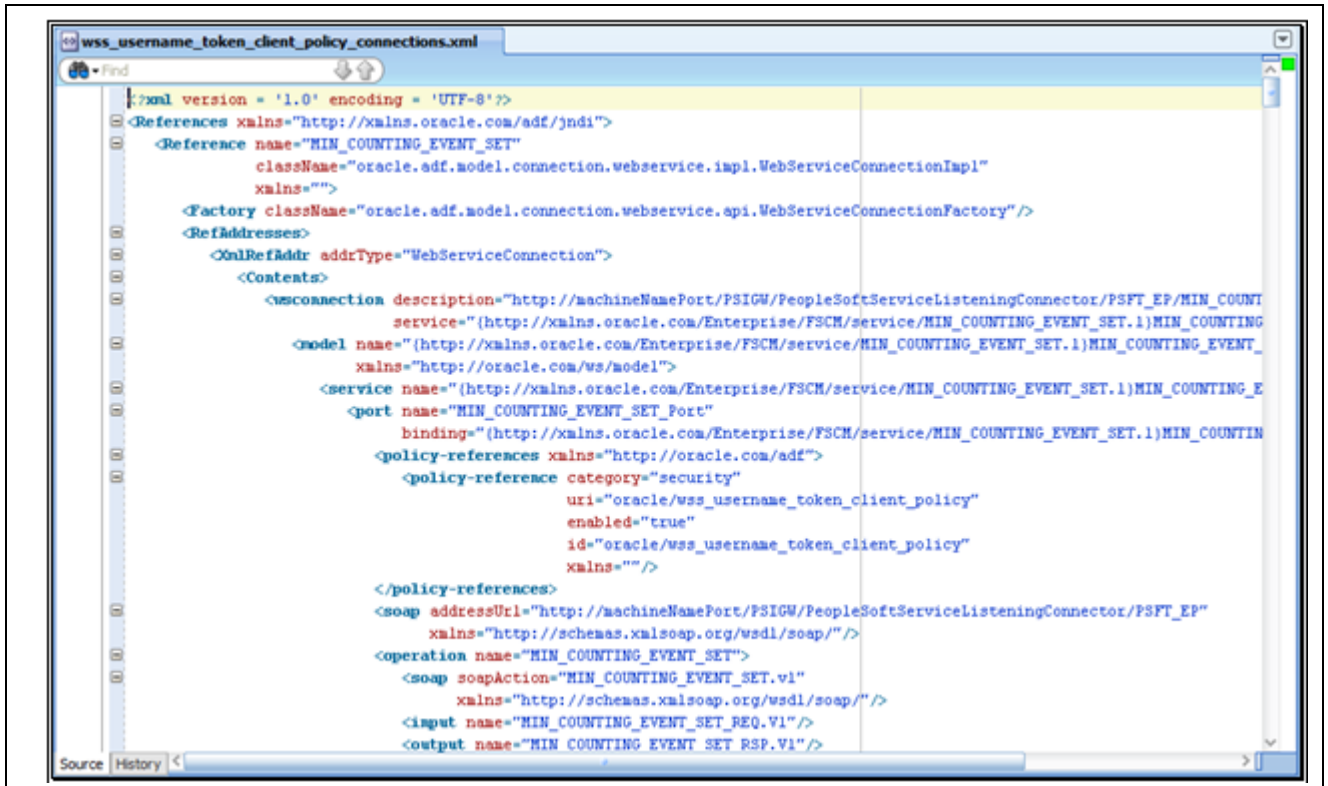 wss_username_token_client_policy_connections.xml
Find
<?xml version = '1.0' encoding = 'UTF-8'?>
<References xmlns="http://xmlns.oracle.com/adf/jndi">
<Reference name="MIN_COUNTING_EVENT_SET"
className="oracle.adf.model.connection.webservice.impl.WebServiceConnectionImpl"
xmlns="">
<Factory className="oracle.adf.model.connection.webservice.api.WebServiceConnectionFactory"/>
<RefAddresses>
<XmlRefAddr addrType="WebServiceConnection">
<Contents>
<wsconnection description="http://machineNamePort/PSIGW/PeopleSoftServiceListeningConnector/PSFT_EP/MIN_COUNT
service="{http://xmlns.oracle.com/Enterprise/FSCM/service/MIN_COUNTING_EVENT_SET.1}MIN_COUNTING
<model name="{http://xmlns.oracle.com/Enterprise/FSCM/service/MIN_COUNTING_EVENT_SET.1}MIN_COUNTING_EVENT_
xmlns="http://oracle.com/ws/model">
<service name="{http://xmlns.oracle.com/Enterprise/FSCM/service/MIN_COUNTING_EVENT_SET.1}MIN_COUNTING_E
<port name="MIN_COUNTING_EVENT_SET_Port"
binding="{http://xmlns.oracle.com/Enterprise/FSCM/service/MIN_COUNTING_EVENT_SET.1}MIN_COUNTIN
<policy-references xmlns="http://oracle.com/adf">
<policy-reference category="security"
uri="oracle/wss_username_token_client_policy"
enabled="true"
id="oracle/wss_username_token_client_policy"
xmlns=""/>
</policy-references>
<soap addressUrl="http://machineNamePort/PSIGW/PeopleSoftServiceListeningConnector/PSFT_EP"
xmlns="http://schemas.xmlsoap.org/wsdl/soap/"/>
<operation name="MIN_COUNTING_EVENT_SET">
<soap soapAction="MIN_COUNTING_EVENT_SET.v1"
xmlns="http://schemas.xmlsoap.org/wsdl/soap/"/>
<input name="MIN_COUNTING_EVENT_SET_REQ.V1"/>
<output name="MIN_COUNTING_EVENT_SET_RSP.V1"/>
Source History